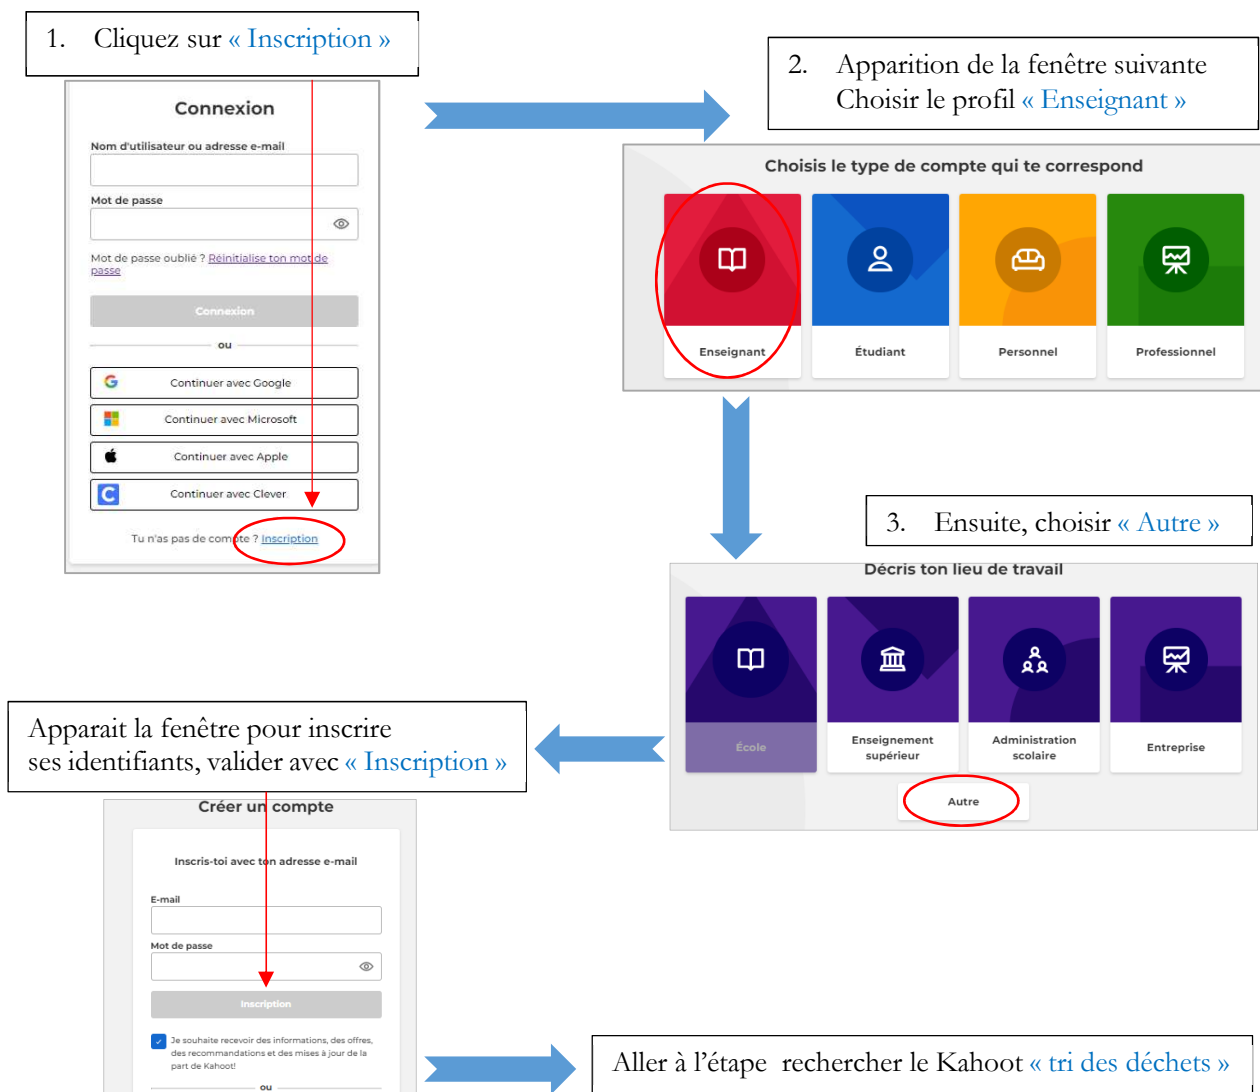 1. Cliquez sur « Inscription »
Connexion
Nom d'utilisateur ou adresse e-mail
Mot de passe
Mot de passe oublié ? Réinitialise ton mot de
passe
Connexion
ou
Continuer avec Google
Continuer avec Microsoft
Continuer avec Apple
C Continuer avec Clever
Tu n'as pas de compte ? Inscription
2. Apparition de la fenêtre suivante
Choisir le profil « Enseignant »
Choisis le type de compte qui te correspond
Enseignant
Étudiant
Personnel
Professionnel
3. Ensuite, choisir « Autre »
Décris ton lieu de travail
École
Enseignement
supérieur
Administration
scolaire
Entreprise
Autre
Apparait la fenêtre pour inscrire
ses identifiants, valider avec « Inscription »
Créer un compte
Inscris-toi avec ton adresse e-mail
E-mail
Mot de passe
Inscription
Je souhaite recevoir des informations, des offres,
des recommandations et des mises à jour de la
part de Kahoot!
ou
Aller à l’étape rechercher le Kahoot « tri des déchets »